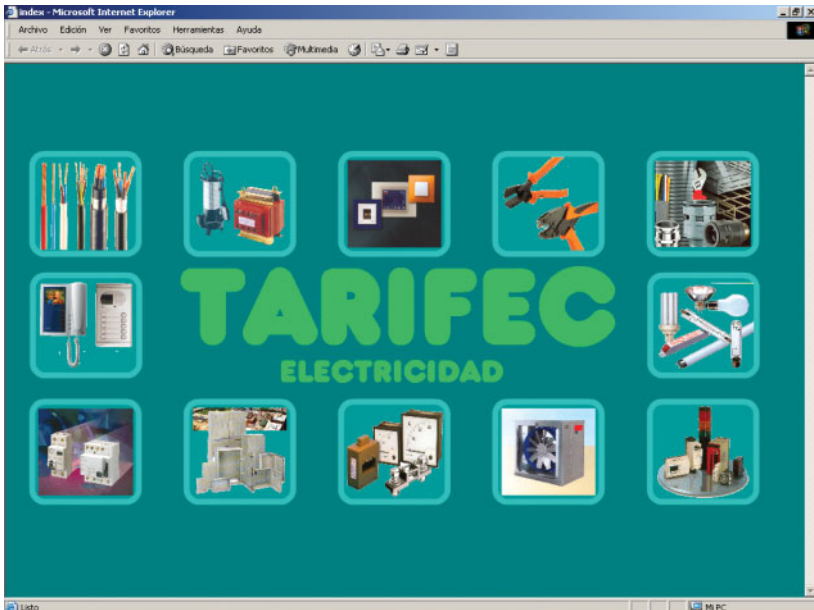 index - Microsoft Internet Explorer
Archivo Edición Ver Favoritos Herramientas Ayuda
Atrás Búsqueda Favoritos Multimedia
TARIFEC
ELECTRICIDAD
Listo Mi PC